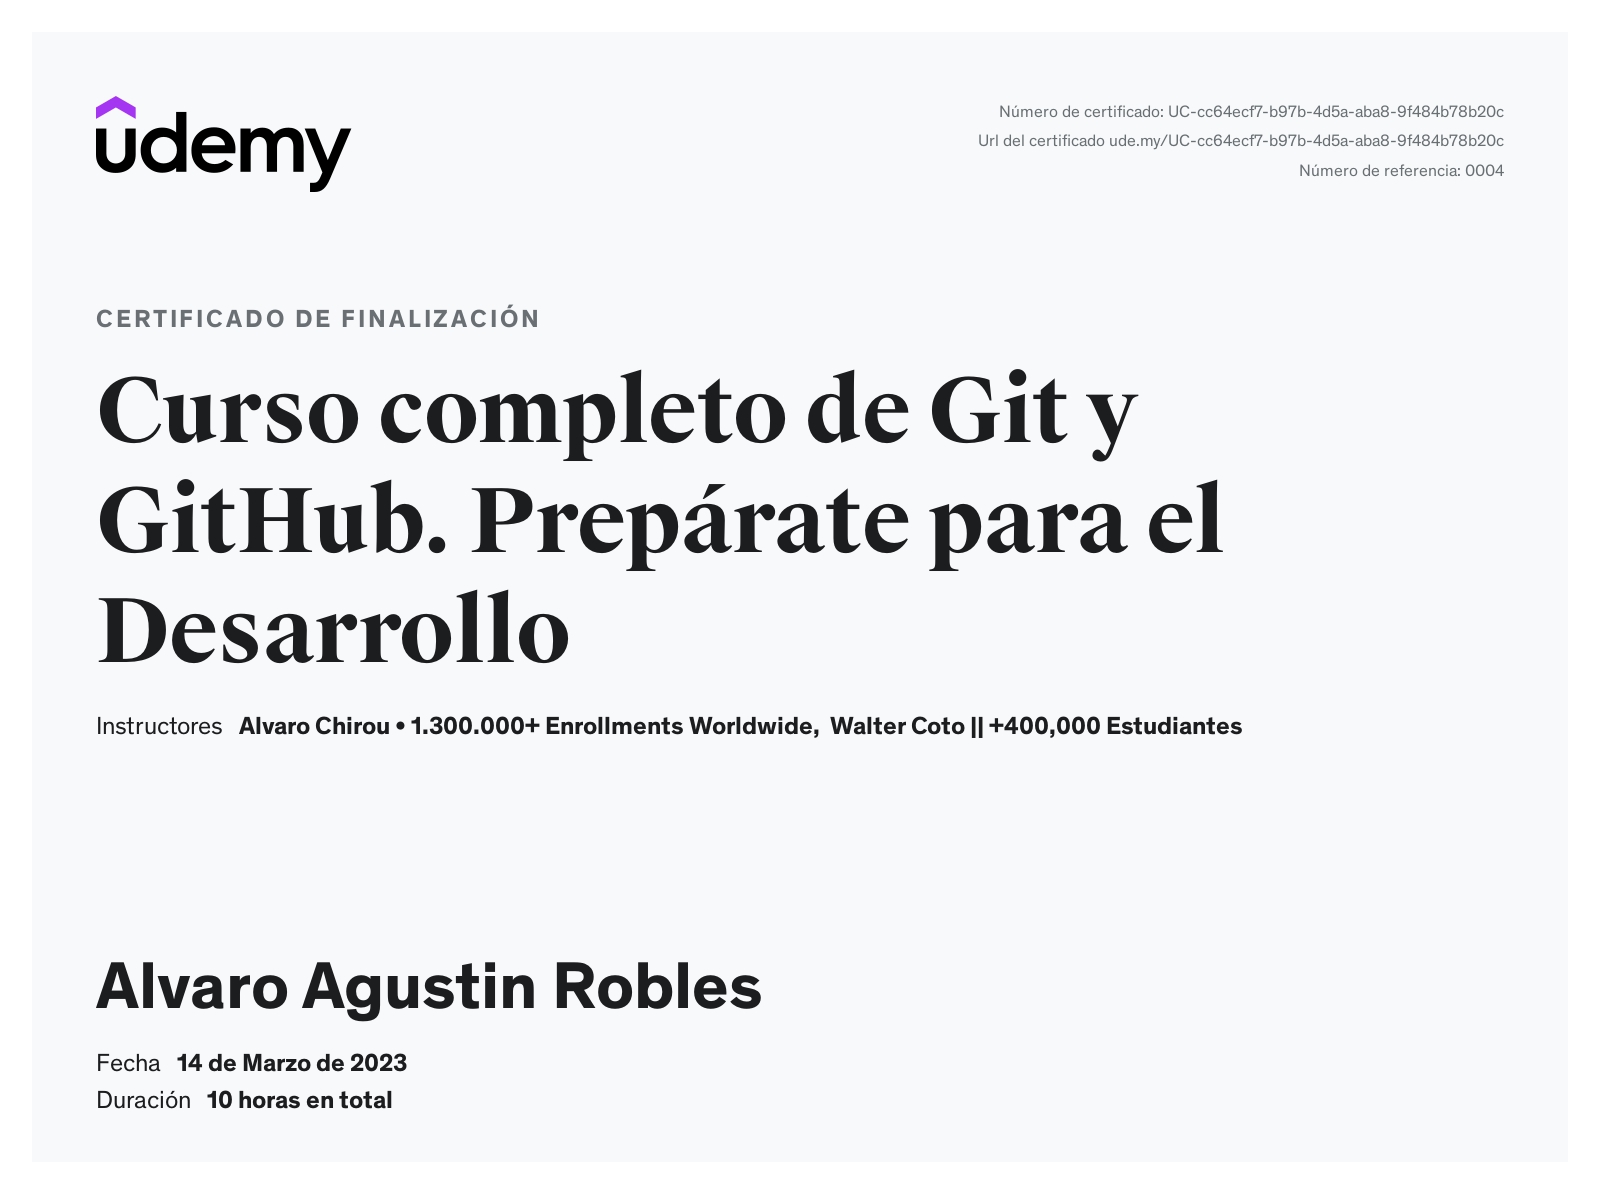 udemy
Número de certificado: UC-cc64ecf7-b97b-4d5a-aba8-9f484b78b20c
Url del certificado ude.my/UC-cc64ecf7-b97b-4d5a-aba8-9f484b78b20c
Número de referencia: 0004
CERTIFICADO DE FINALIZACIÓN
Curso completo de Git y
GitHub. Prepárate para el
Desarrollo
Instructores Alvaro Chirou • 1.300.000+ Enrollments Worldwide, Walter Coto || +400,000 Estudiantes
Alvaro Agustin Robles
Fecha 14 de Marzo de 2023
Duración 10 horas en total